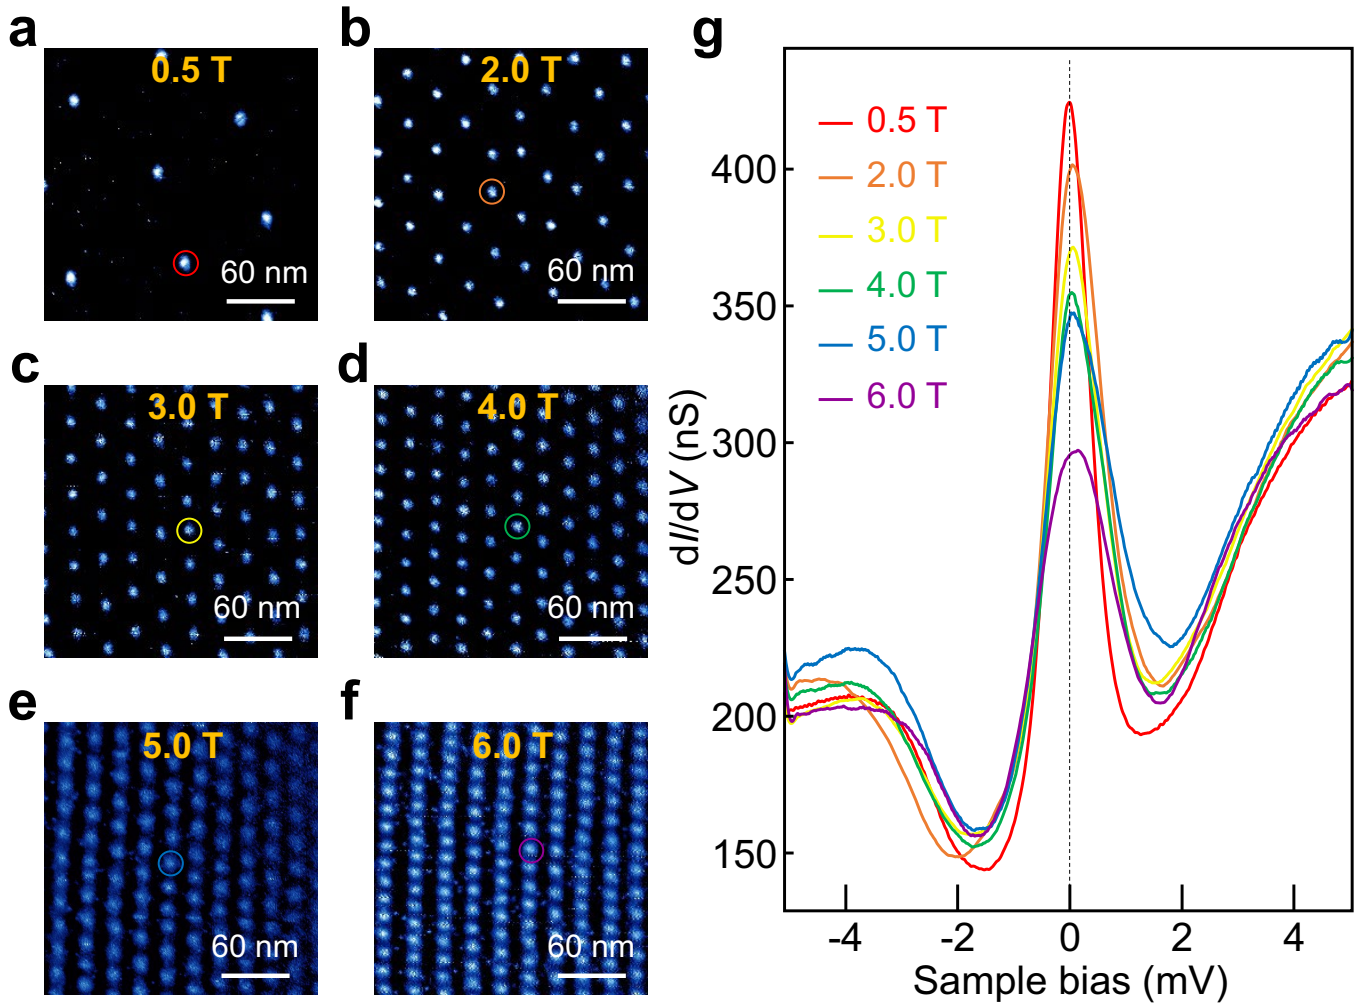 a
0.5 T
60 nm
b
2.0 T
60 nm
c
3.0 T
60 nm
d
4.0 T
60 nm
e
5.0 T
60 nm
f
6.0 T
60 nm
g
0.5 T
2.0 T
3.0 T
4.0 T
5.0 T
6.0 T
400
350
300
250
200
150
dI/dV (nS)
-4 -2 0 2 4
Sample bias (mV)